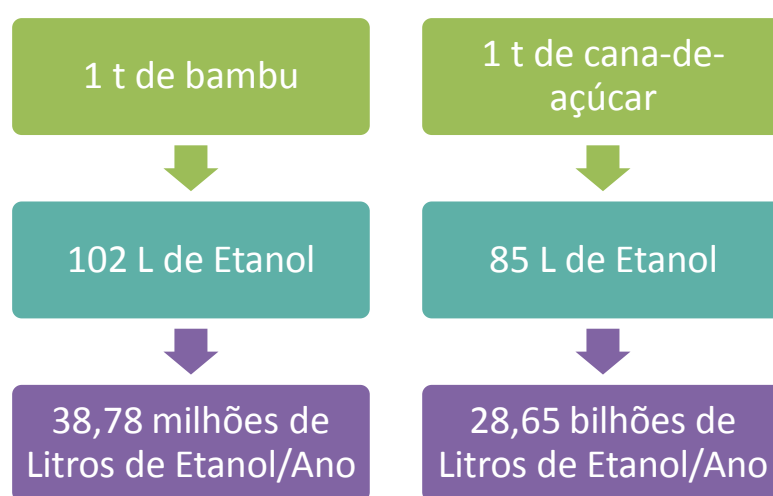 1 t de bambu
102 L de Etanol
38,78 milhões de
Litros de Etanol/Ano
1 t de cana-de-
açúcar
85 L de Etanol
28,65 bilhões de
Litros de Etanol/Ano